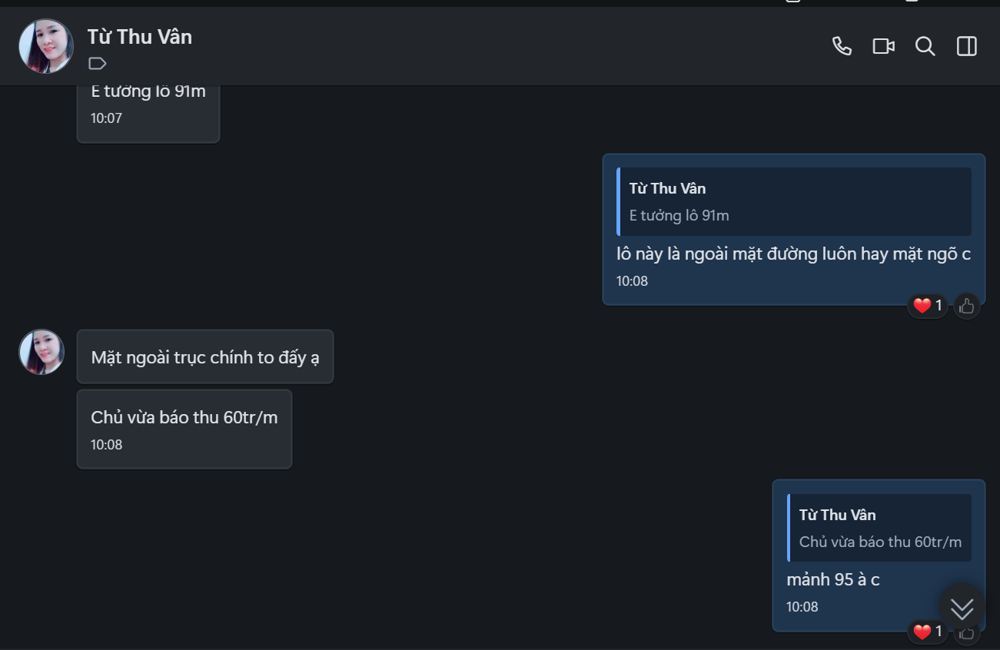 Từ Thu Vân
E tưởng lô 91m
10:07
Từ Thu Vân
E tưởng lô 91m
lô này là ngoài mặt đường luôn hay mặt ngõ c
10:08
1
Mặt ngoài trục chính to đấy ạ
Chủ vừa báo thu 60tr/m
10:08
Từ Thu Vân
Chủ vừa báo thu 60tr/m
mảnh 95 à c
10:08
1